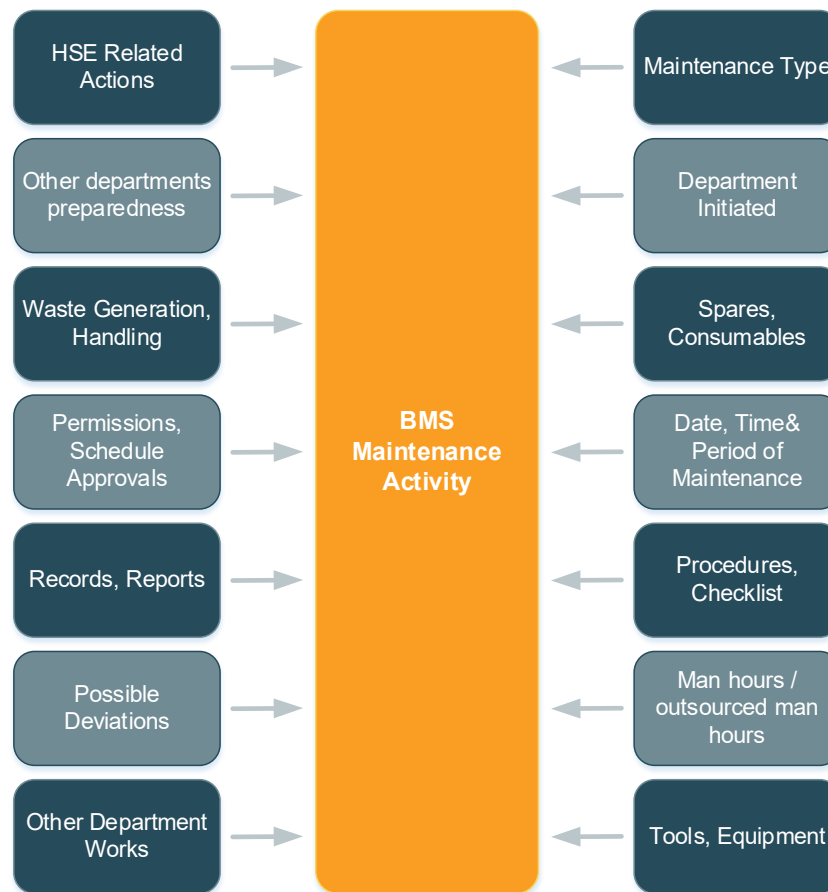 HSE Related
Actions
Other departments
preparedness
Waste Generation,
Handling
Permissions,
Schedule
Approvals
Records, Reports
Possible
Deviations
Other Department
Works
BMS
Maintenance
Activity
Maintenance Type
Department
Initiated
Spares,
Consumables
Date, Time&
Period of
Maintenance
Procedures,
Checklist
Man hours /
outsourced man
hours
Tools, Equipment